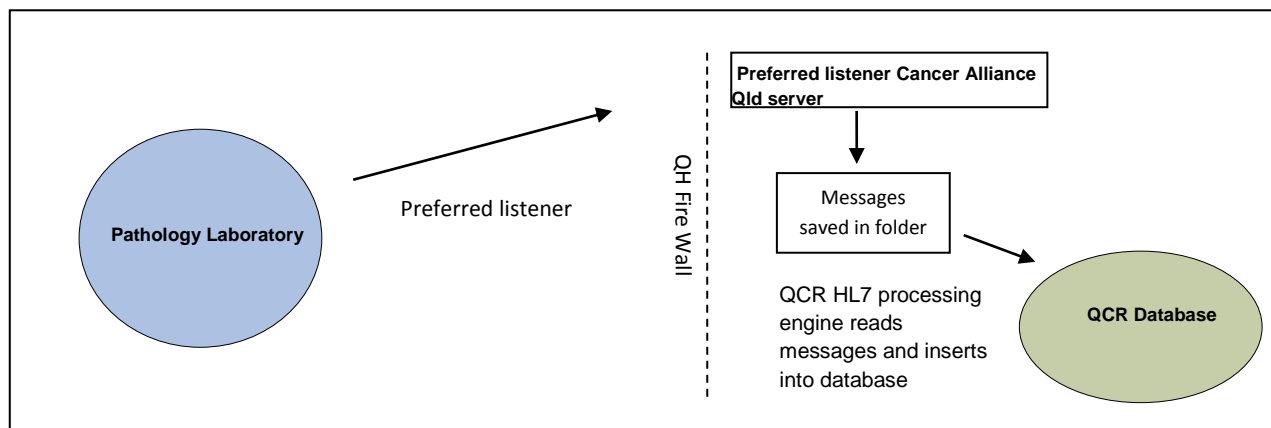 Pathology Laboratory
Preferred listener
QH Fire Wall
Preferred listener Cancer Alliance
Qld server
Messages
saved in folder
QCR HL7 processing
engine reads
messages and inserts
into database
QCR Database